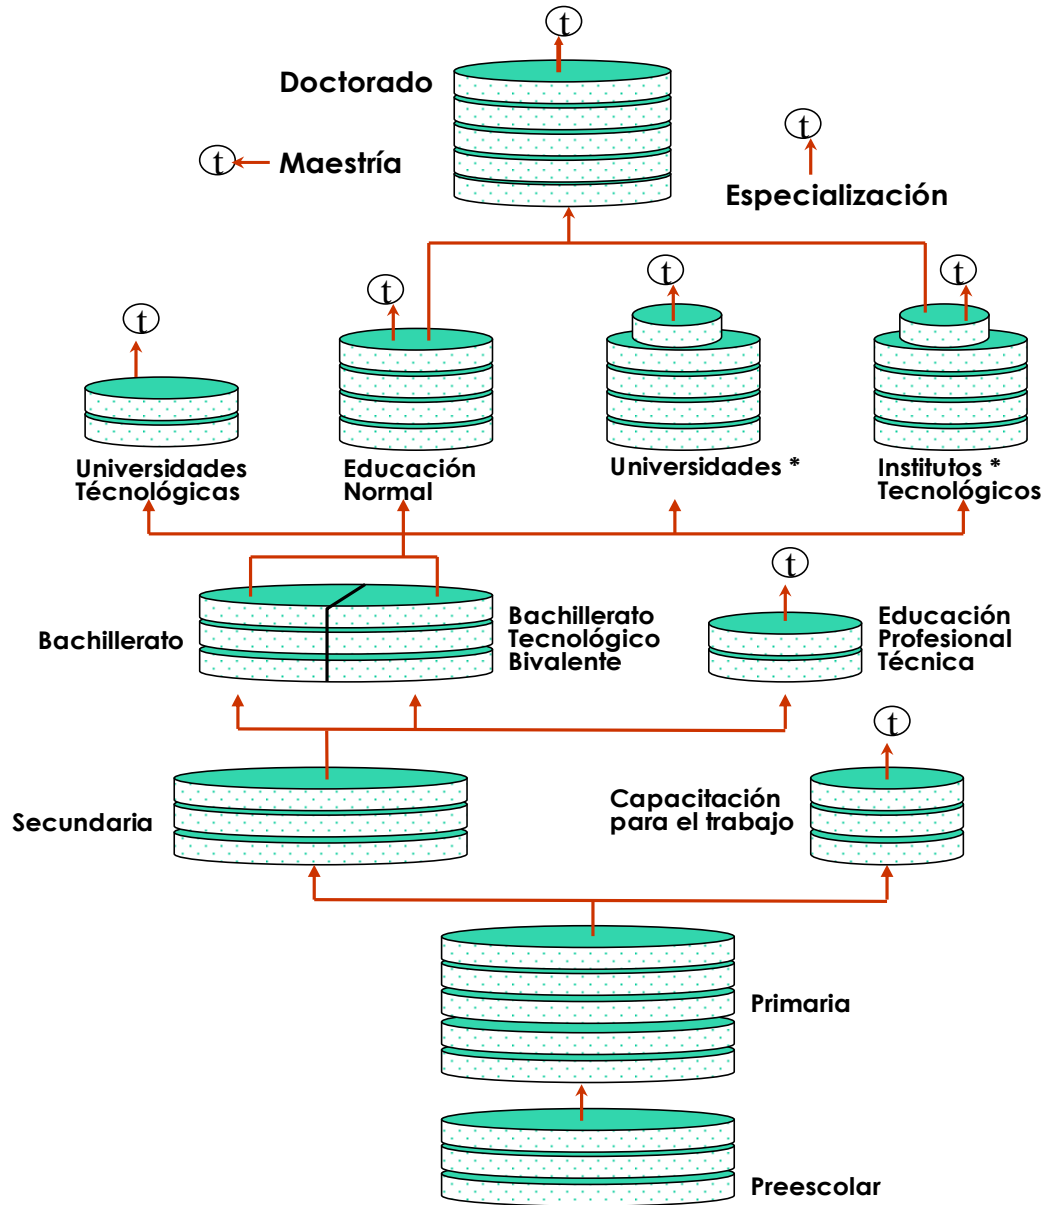 t
Doctorado
t
t
Maestría
Especialización
t
t
t
t
Universidades
Técnológicas
Educación
Normal
Universidades *
Institutos *
Tecnológicos
t
Bachillerato
Bachillerato
Tecnológico
Bivalente
Educación
Profesional
Técnica
t
Secundaria
Capacitación
para el trabajo
Primaria
Preescolar